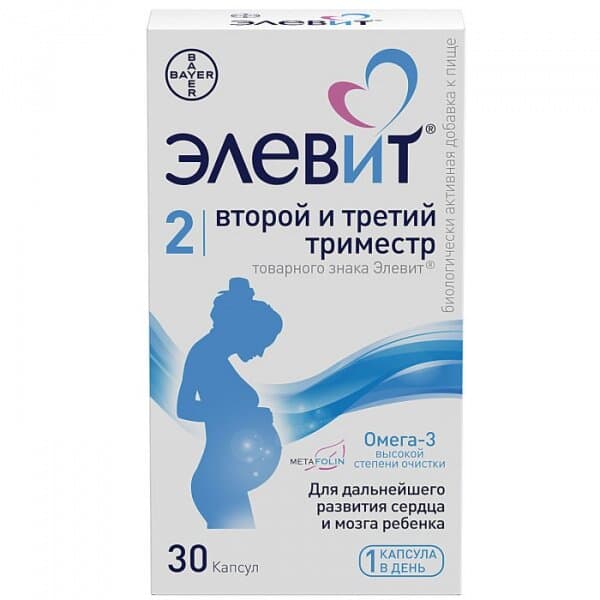 BAYER
BAYER
элевит®
2 второй и третий
триместр
товарного знака Элевит®
биологически активная добавка к пище
METAFOLIN
Омега-3
ВЫСОКОЙ
СТЕПЕНИ ОЧИСТКИ
Для дальнейшего
развития сердца
и мозга ребенка
30 Капсул
1 КАПСУЛА
В ДЕНЬ